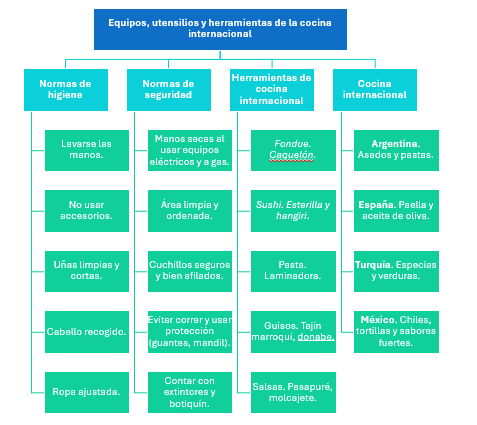 Equipos, utensilios y herramientas de la cocina
internacional
Normas de
higiene
Lavarse las
manos.
No usar
accesorios.
Uñas limpias y
cortas.
Cabello recogido.
Ropa ajustada.
Normas de
seguridad
Manos secas al
usar equipos
eléctricos y a gas.
Área limpia y
ordenada.
Cuchillos seguros
y bien afilados.
Evitar correr y usar
protección
(guantes, mandil).
Contar con
extintores y
botiquín.
Herramientas de
cocina
internacional
Fondue.
Caquelón.
Sushi. Esterilla y
hangiri.
Pasta.
Laminadora.
Guisos. Tajín
marroquí, donabe.
Salsas. Pasapuré,
molcajete.
Cocina
internacional
Argentina.
Asados y pastas.
España. Paella y
aceite de oliva.
Turquía. Especias
y verduras.
México. Chiles,
tortillas y sabores
fuertes.